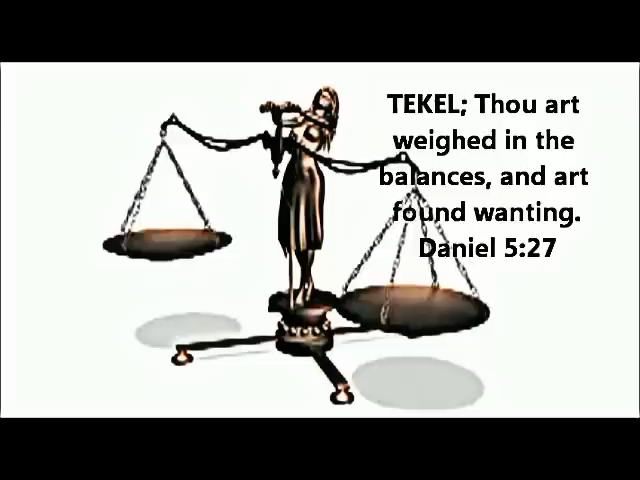 TEKEL; Thou art
weighed in the
balances, and art
found wanting.
Daniel 5:27